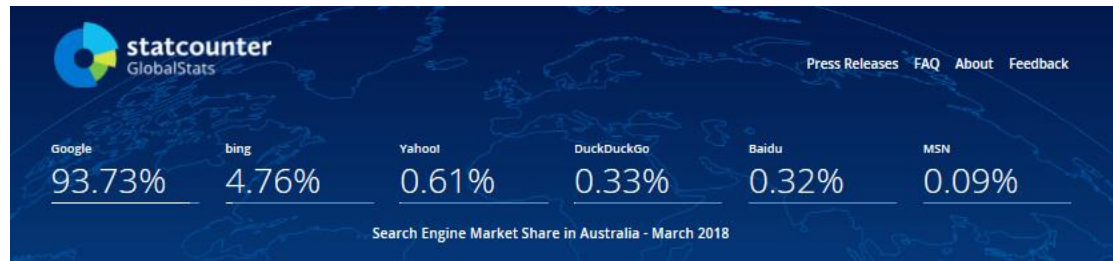 statcounter
GlobalStats
Press Releases FAQ About Feedback
Google bing Yahoo! DuckDuckGo Baidu MSN
93.73% 4.76% 0.61% 0.33% 0.32% 0.09%
Search Engine Market Share in Australia - March 2018